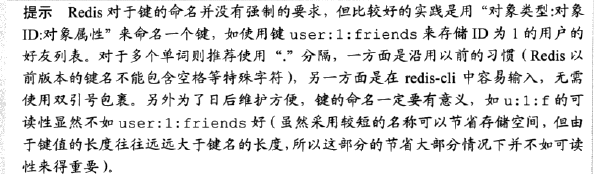 提示 Redis 对于键的命名并没有强制的要求，但比较好的实践是用“对象类型:对象
ID:对象属性”来命名一个键，如使用键 user:1:friends 来存储 ID 为 1 的用户的
好友列表。对于多个单词则推荐使用“.”分隔，一方面是沿用以前的习惯（Redis 以
前版本的键名不能包含空格等特殊字符），另一方面是在 redis-cli 中容易输入，无需
使用双引号包裹。另外为了日后维护方便，键的命名一定要有意义，如 u:1:f 的可
读性显然不如 user:1:friends 好（虽然采用较短的名称可以节省存储空间，但由
于键值的长度往往远远大于键名的长度，所以这部分的节省大部分情况下并不如可读
性来得重要）。